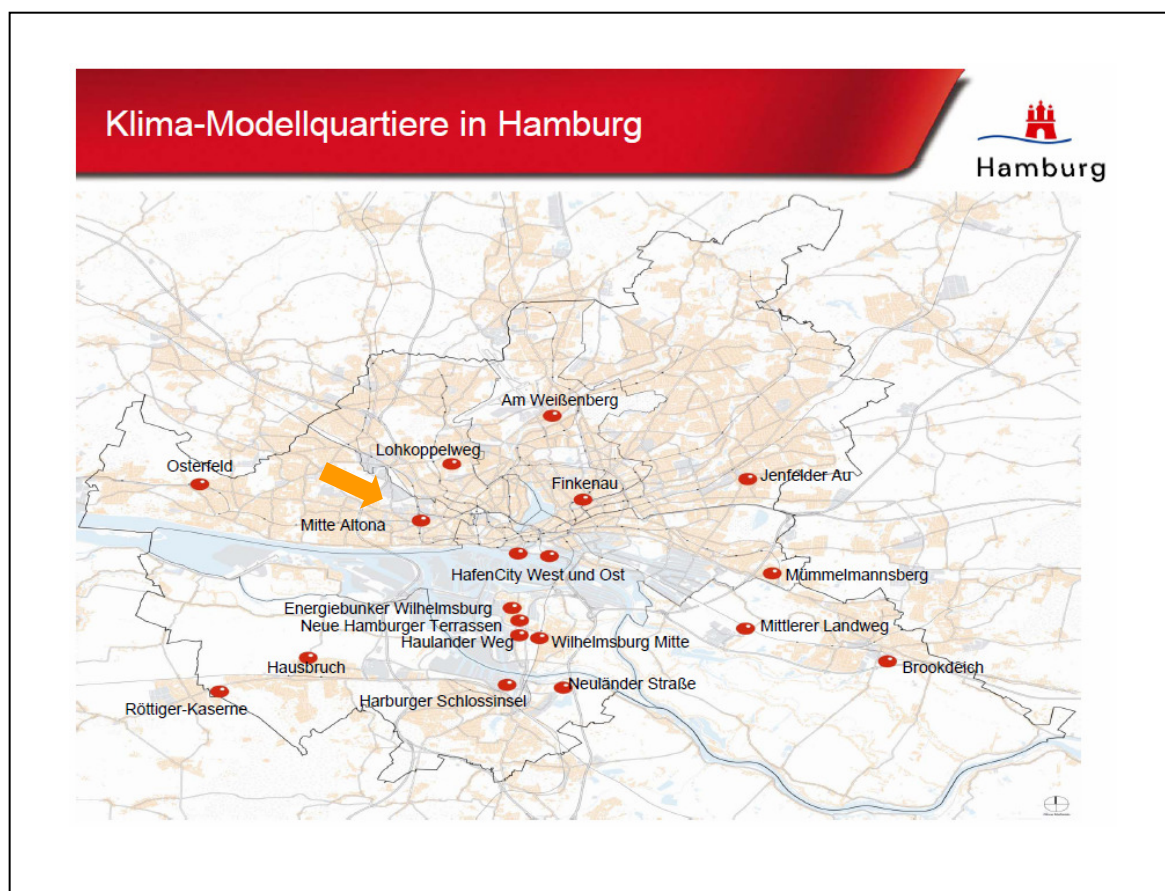 Klima-Modellquartiere in Hamburg
Hamburg
Am Weißenberg
Lohkoppelweg
Osterfeld
Finkenau
Jenfelder Au
Mitte Altona
HafenCity West und Ost
Mümmelmannsberg
Energiebunker Wilhelmsburg
Neue Hamburger Terrassen
Mittlerer Landweg
Haulander Weg
Wilhelmsburg Mitte
Hausbruch
Brookdeich
Neuländer Straße
Harburger Schlossinsel
Röttiger-Kaserne